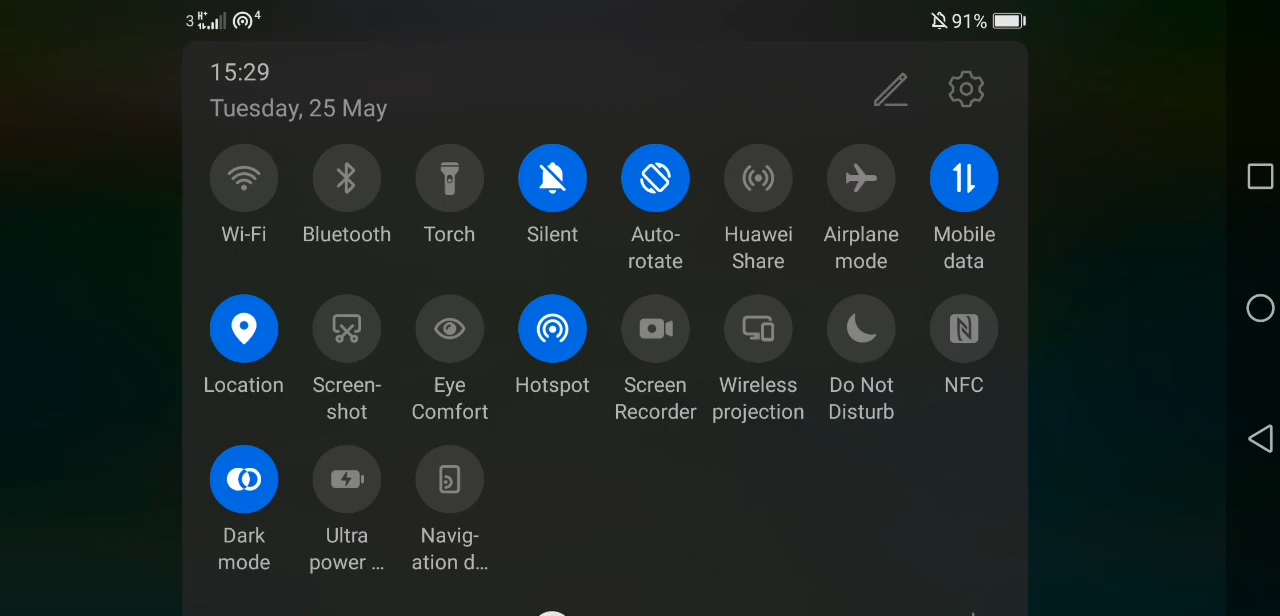 3 H+ 4 91%
15:29
Tuesday, 25 May
Wi-Fi Bluetooth Torch Silent Auto- Huawei Airplane Mobile
rotate Share mode data
Location Screen- Eye Hotspot Screen Wireless Do Not NFC
shot Comfort Recorder projection Disturb
Dark Ultra Navig-
mode power ... ation d...